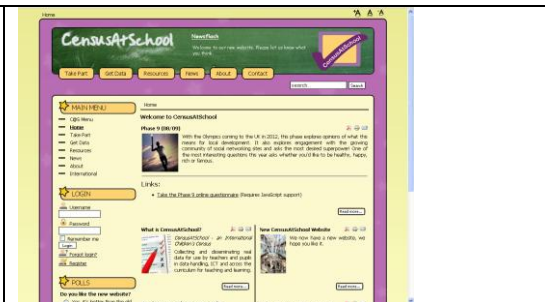 Home
A A A
CensusAtSchool
Newsflash
Welcome to our new website. Please let us know what
you think.
CensusAtSchool
Take Part
Get Data
Resources
News
About
Contact
search...
Search
MAIN MENU
C@S Menu
Home
Take Part
Get Data
Resources
News
About
International
LOGIN
Username
Password
Remember me
Login
Forgot login?
Register
POLLS
Do you like the new website?
Home
Welcome to CensusAtSchool
Phase 9 (08/09)
With the Olympics coming to the UK in 2012, this phase explores opinions of what this
means for local development. It also explores engagement with the growing
community of social networking sites and asks the most desired superpower! One of
the most interesting questions this year asks whether you'd like to be healthy, happy,
rich or famous.
Links:
Take the Phase 9 online questionnaire (Requires JavaScript support)
Read more...
What is CensusAtSchool?
CensusAtSchool - an International
Children's Census
Collecting and disseminating real
data for use by teachers and pupils
in data handling, ICT and across the
curriculum for teaching and learning.
Read more...
New CensusAtSchool Website
We now have a new website, we
hope you like it.
Read more...